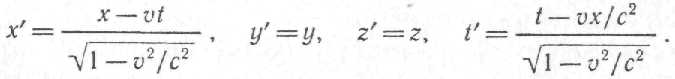 x′ = (x − vt) / √(1 − v²/c²) ,  y′ = y,  z′ = z,  t′ = (t − vx/c²) / √(1 − v²/c²) .